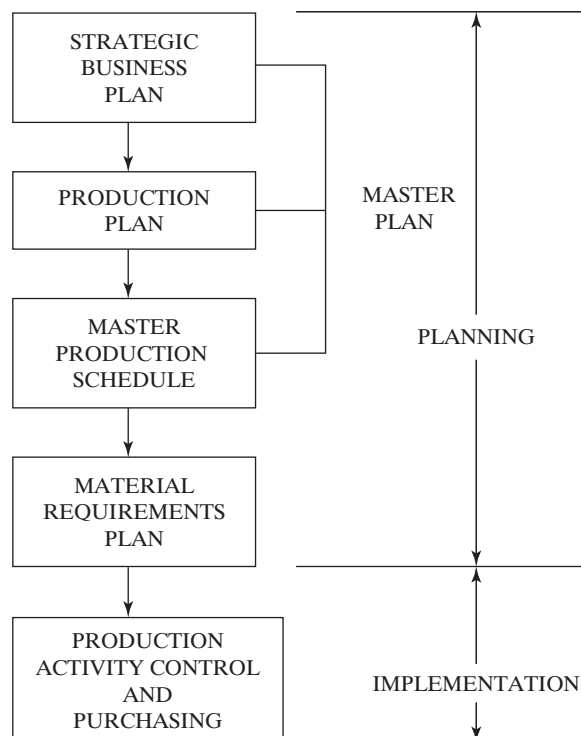 STRATEGIC
BUSINESS
PLAN
PRODUCTION
PLAN
MASTER
PLAN
MASTER
PRODUCTION
SCHEDULE
PLANNING
MATERIAL
REQUIREMENTS
PLAN
PRODUCTION
ACTIVITY CONTROL
AND
PURCHASING
IMPLEMENTATION